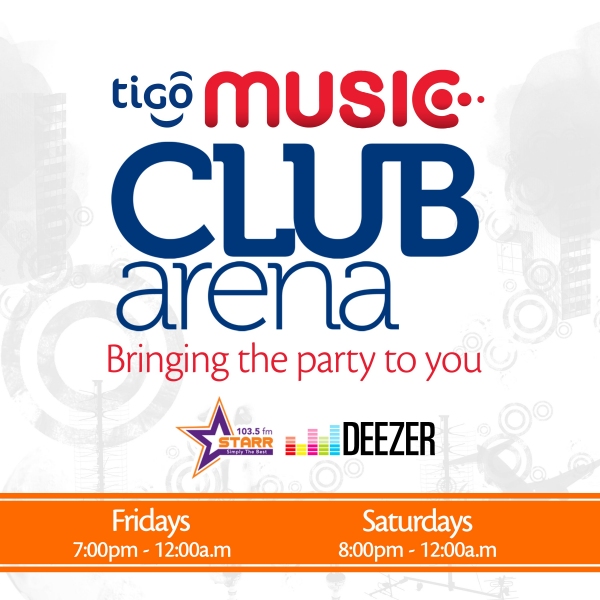 tigo MUSIC
CLUB
arena
Bringing the party to you
103.5 fm
STARR
Simply The Best
DEEZER
Fridays
7:00pm - 12:00a.m
Saturdays
8:00pm - 12:00a.m